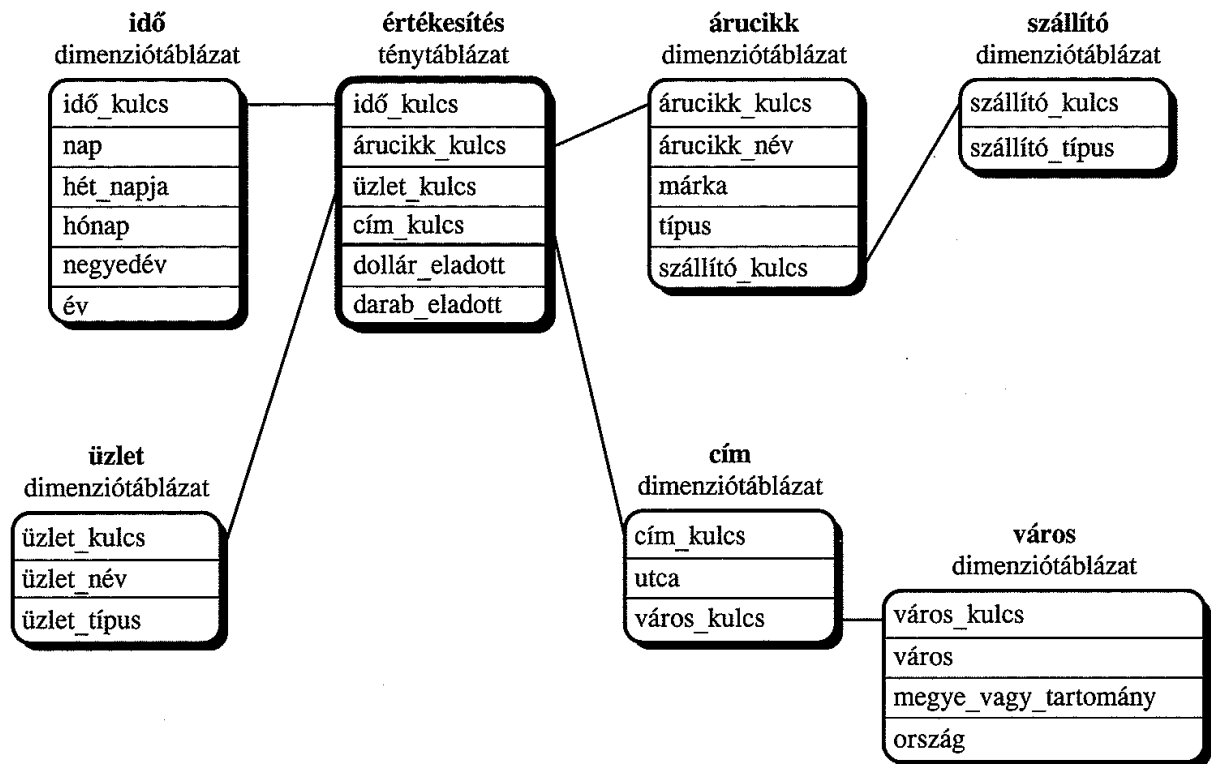 idő
dimenziótáblázat
idő_kulcs
nap
hét_napja
hónap
negyedév
év
értékesítés
ténytáblázat
idő_kulcs
árucikk_kulcs
üzlet_kulcs
cím_kulcs
dollár_eladott
darab_eladott
árucikk
dimenziótáblázat
árucikk_kulcs
árucikk_név
márka
típus
szállító_kulcs
szállító
dimenziótáblázat
szállító_kulcs
szállító_típus
üzlet
dimenziótáblázat
üzlet_kulcs
üzlet_név
üzlet_típus
cím
dimenziótáblázat
cím_kulcs
utca
város_kulcs
város
dimenziótáblázat
város_kulcs
város
megye_vagy_tartomány
ország